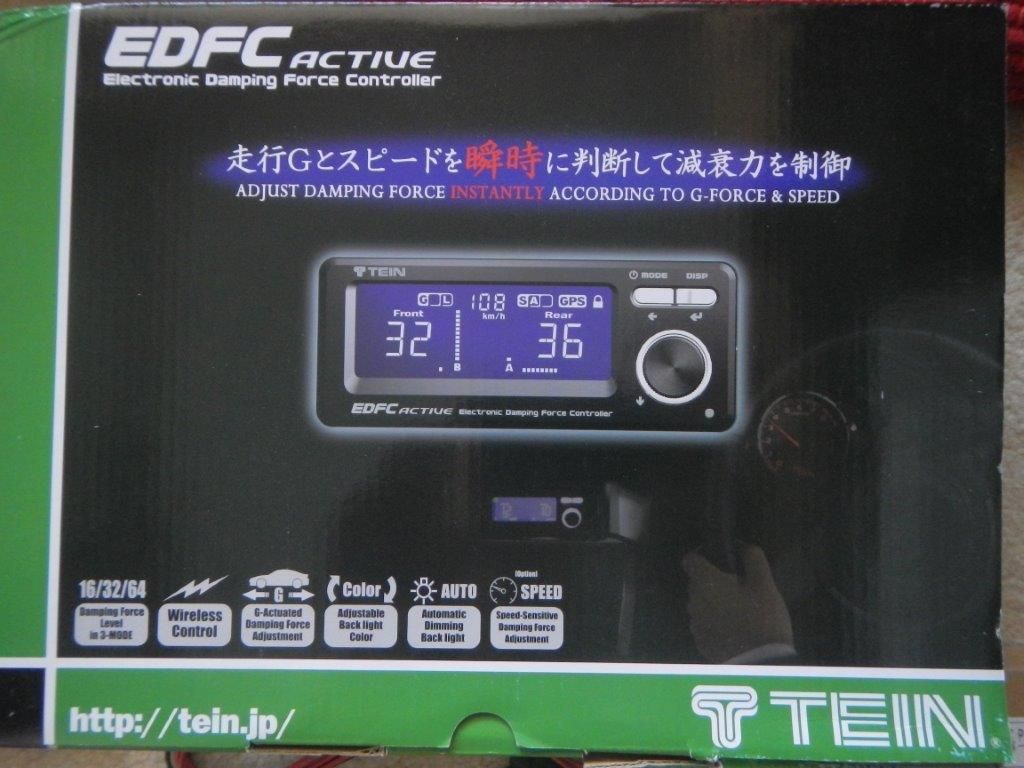 EDFC ACTIVE
Electronic Damping Force Controller
走行Gとスピードを瞬時に判断して減衰力を制御
ADJUST DAMPING FORCE INSTANTLY ACCORDING TO G-FORCE & SPEED
TEIN
MODE DISP
G L 108 km/h S A GPS
Front Rear
32 36
B A
EDFC ACTIVE Electronic Damping Force Controller
16/32/64
Damping Force
Level
in 3-MODE
Wireless
Control
G
G-Actuated
Damping Force
Adjustment
Color
Adjustable
Back light
Color
AUTO
Automatic
Dimming
Back light
(Option)
SPEED
Speed-Sensitive
Damping Force
Adjustment
http://tein.jp/
TEIN